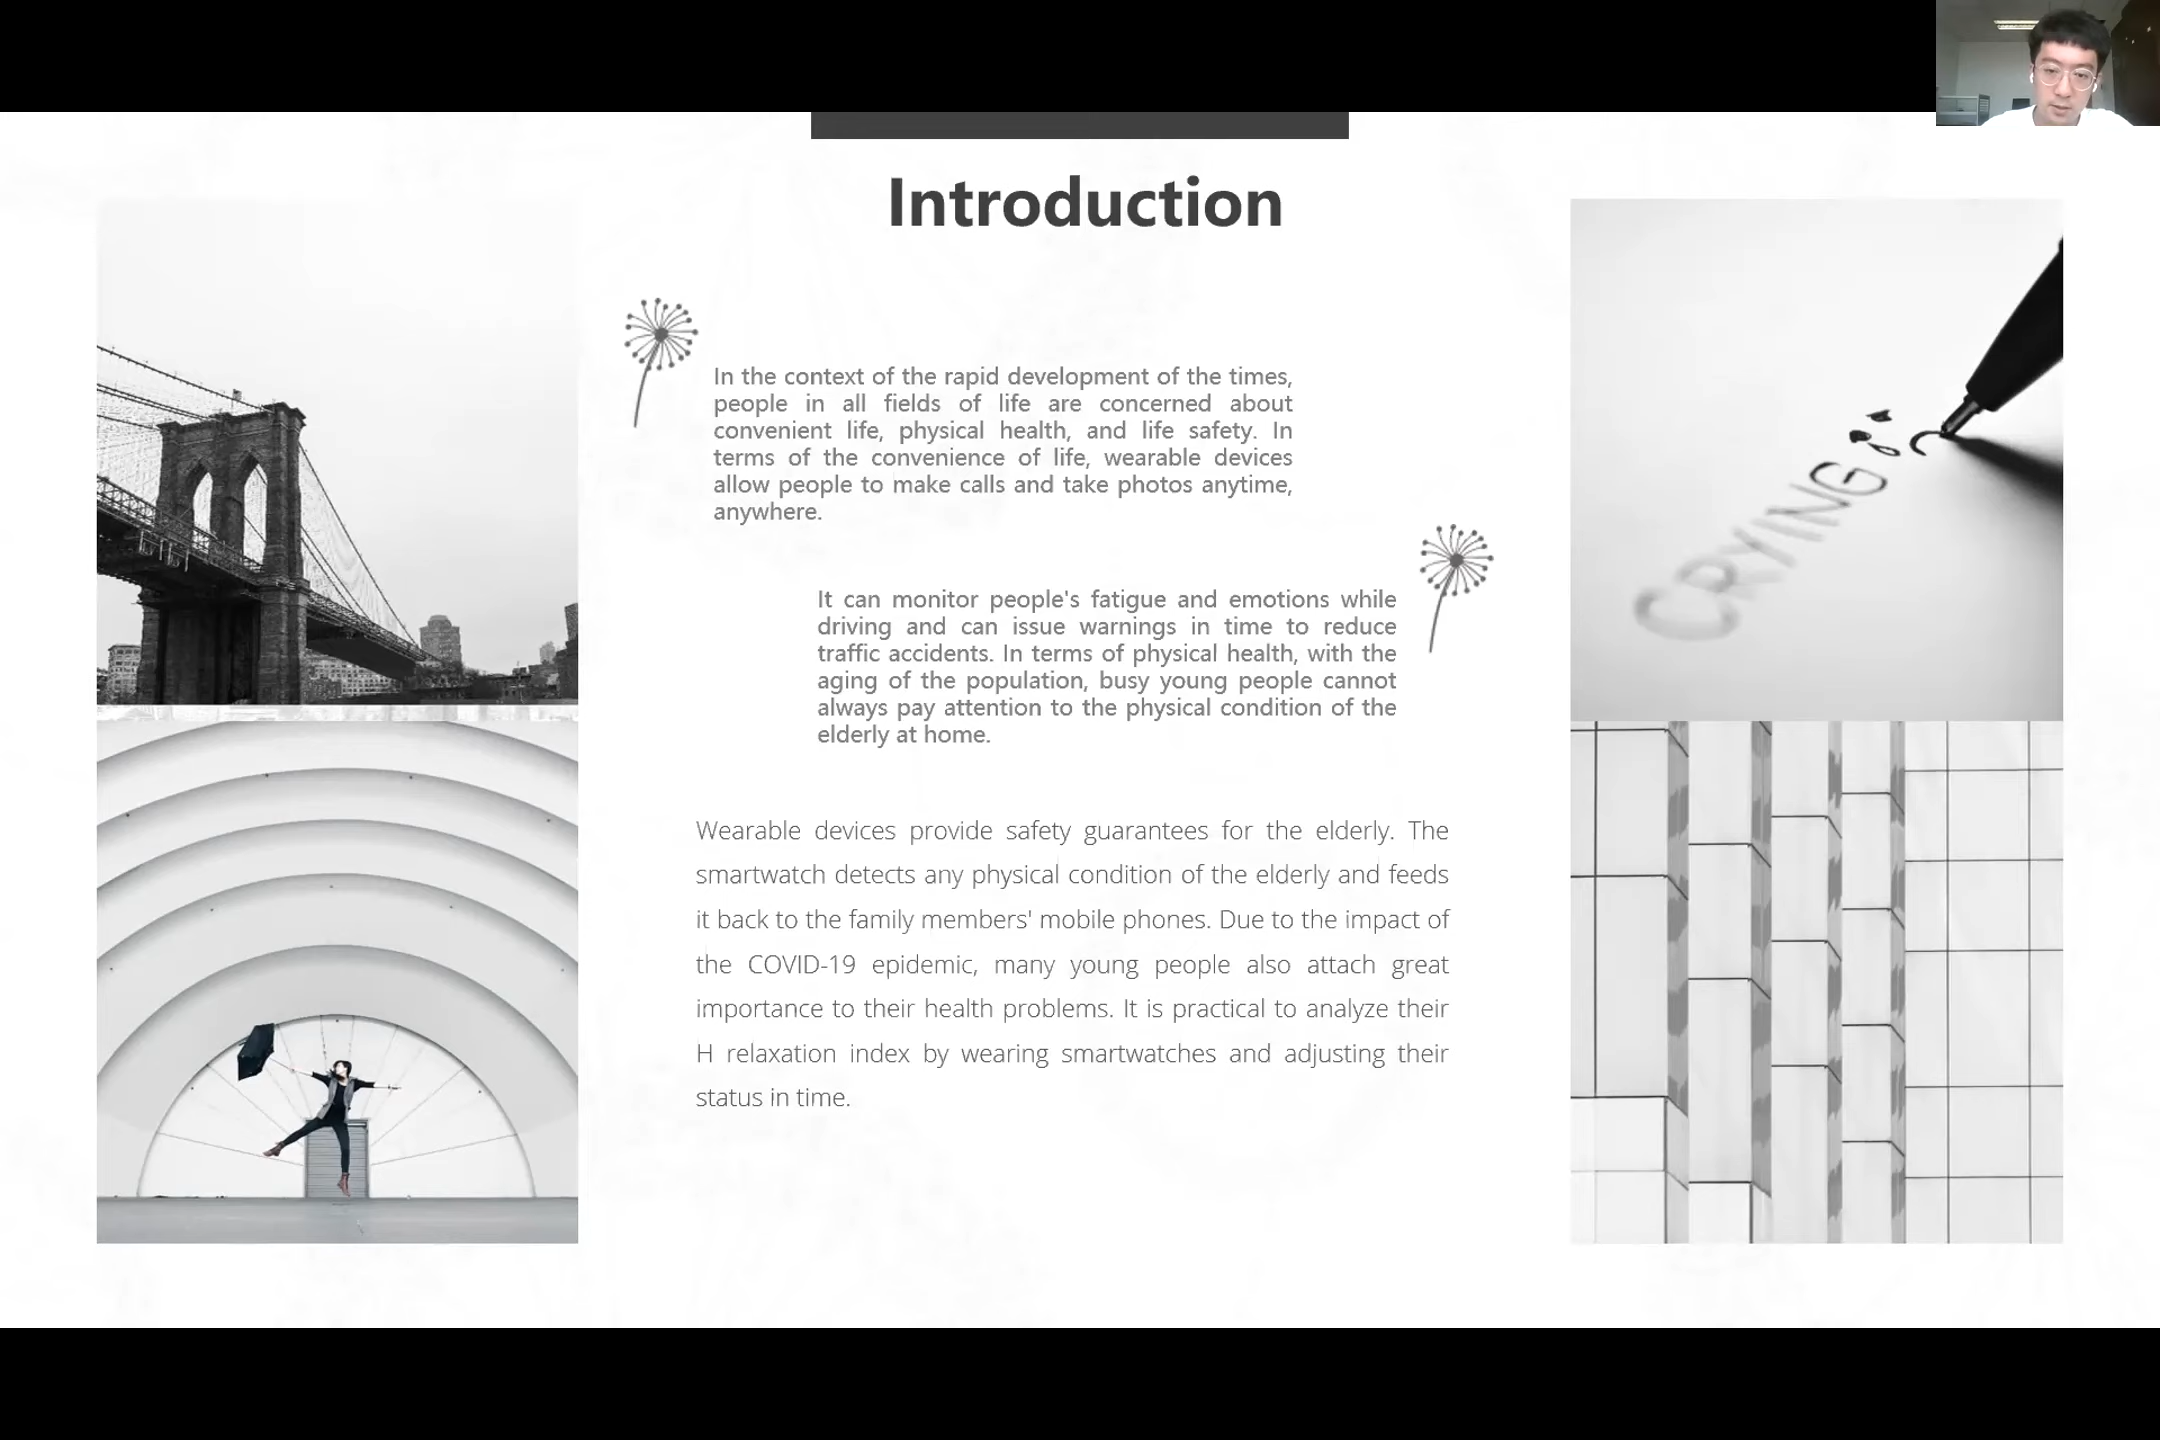 Introduction
In the context of the rapid development of the times,
people in all fields of life are concerned about
convenient life, physical health, and life safety. In
terms of the convenience of life, wearable devices
allow people to make calls and take photos anytime,
anywhere.
It can monitor people's fatigue and emotions while
driving and can issue warnings in time to reduce
traffic accidents. In terms of physical health, with the
aging of the population, busy young people cannot
always pay attention to the physical condition of the
elderly at home.
Wearable devices provide safety guarantees for the elderly. The
smartwatch detects any physical condition of the elderly and feeds
it back to the family members' mobile phones. Due to the impact of
the COVID-19 epidemic, many young people also attach great
importance to their health problems. It is practical to analyze their
H relaxation index by wearing smartwatches and adjusting their
status in time.
CRYING